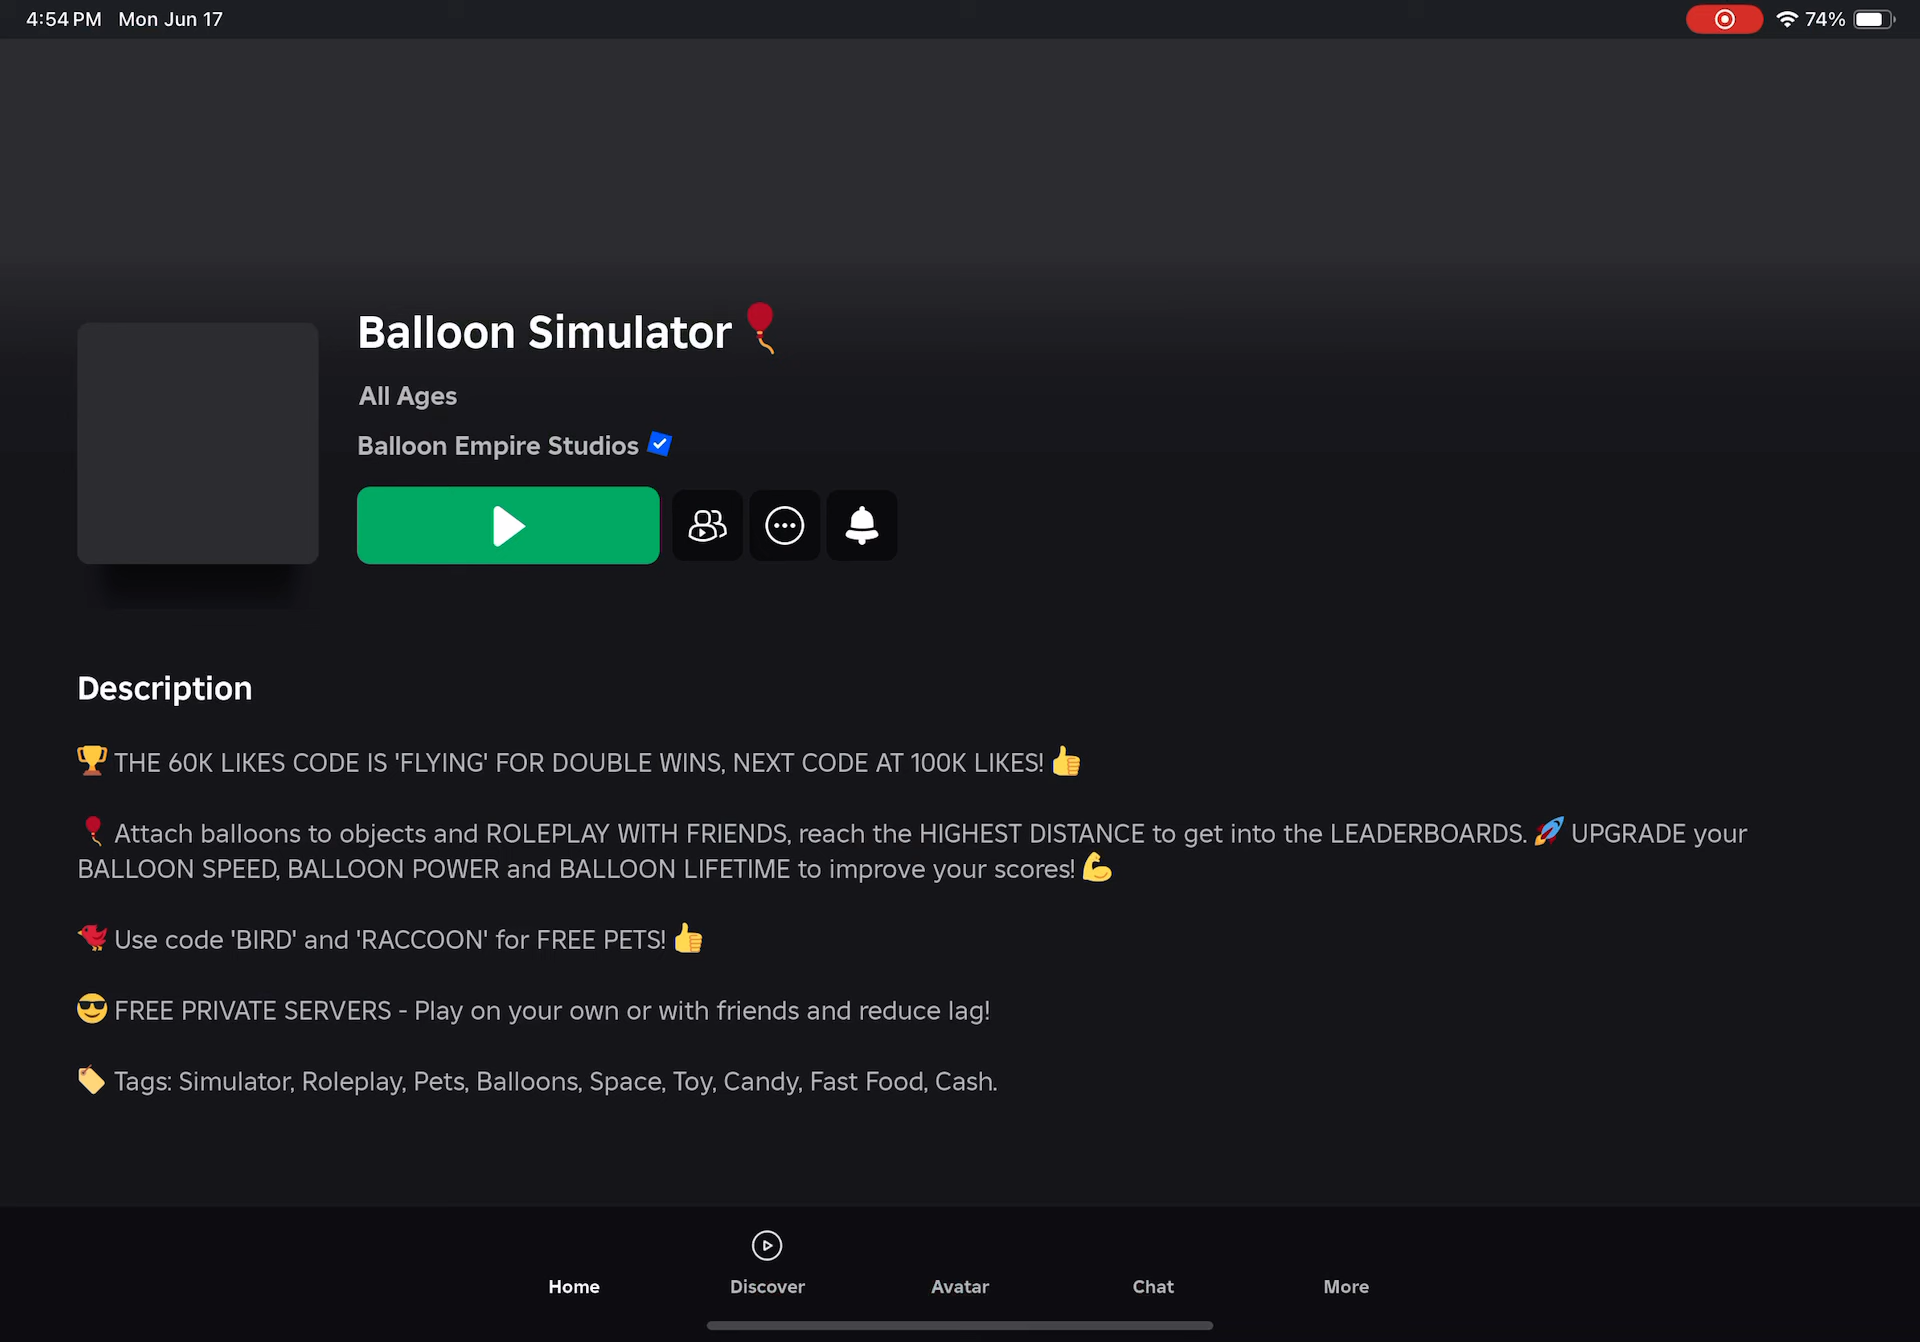 4:54 PM Mon Jun 17
74%
Balloon Simulator🎈
All Ages
Balloon Empire Studios
Description
🏆 THE 60K LIKES CODE IS 'FLYING' FOR DOUBLE WINS, NEXT CODE AT 100K LIKES! 👍
🎈 Attach balloons to objects and ROLEPLAY WITH FRIENDS, reach the HIGHEST DISTANCE to get into the LEADERBOARDS. 🚀 UPGRADE your
BALLOON SPEED, BALLOON POWER and BALLOON LIFETIME to improve your scores! 💪
🐦 Use code 'BIRD' and 'RACCOON' for FREE PETS! 👍
😎 FREE PRIVATE SERVERS - Play on your own or with friends and reduce lag!
🏷️ Tags: Simulator, Roleplay, Pets, Balloons, Space, Toy, Candy, Fast Food, Cash.
Home
Discover
Avatar
Chat
More